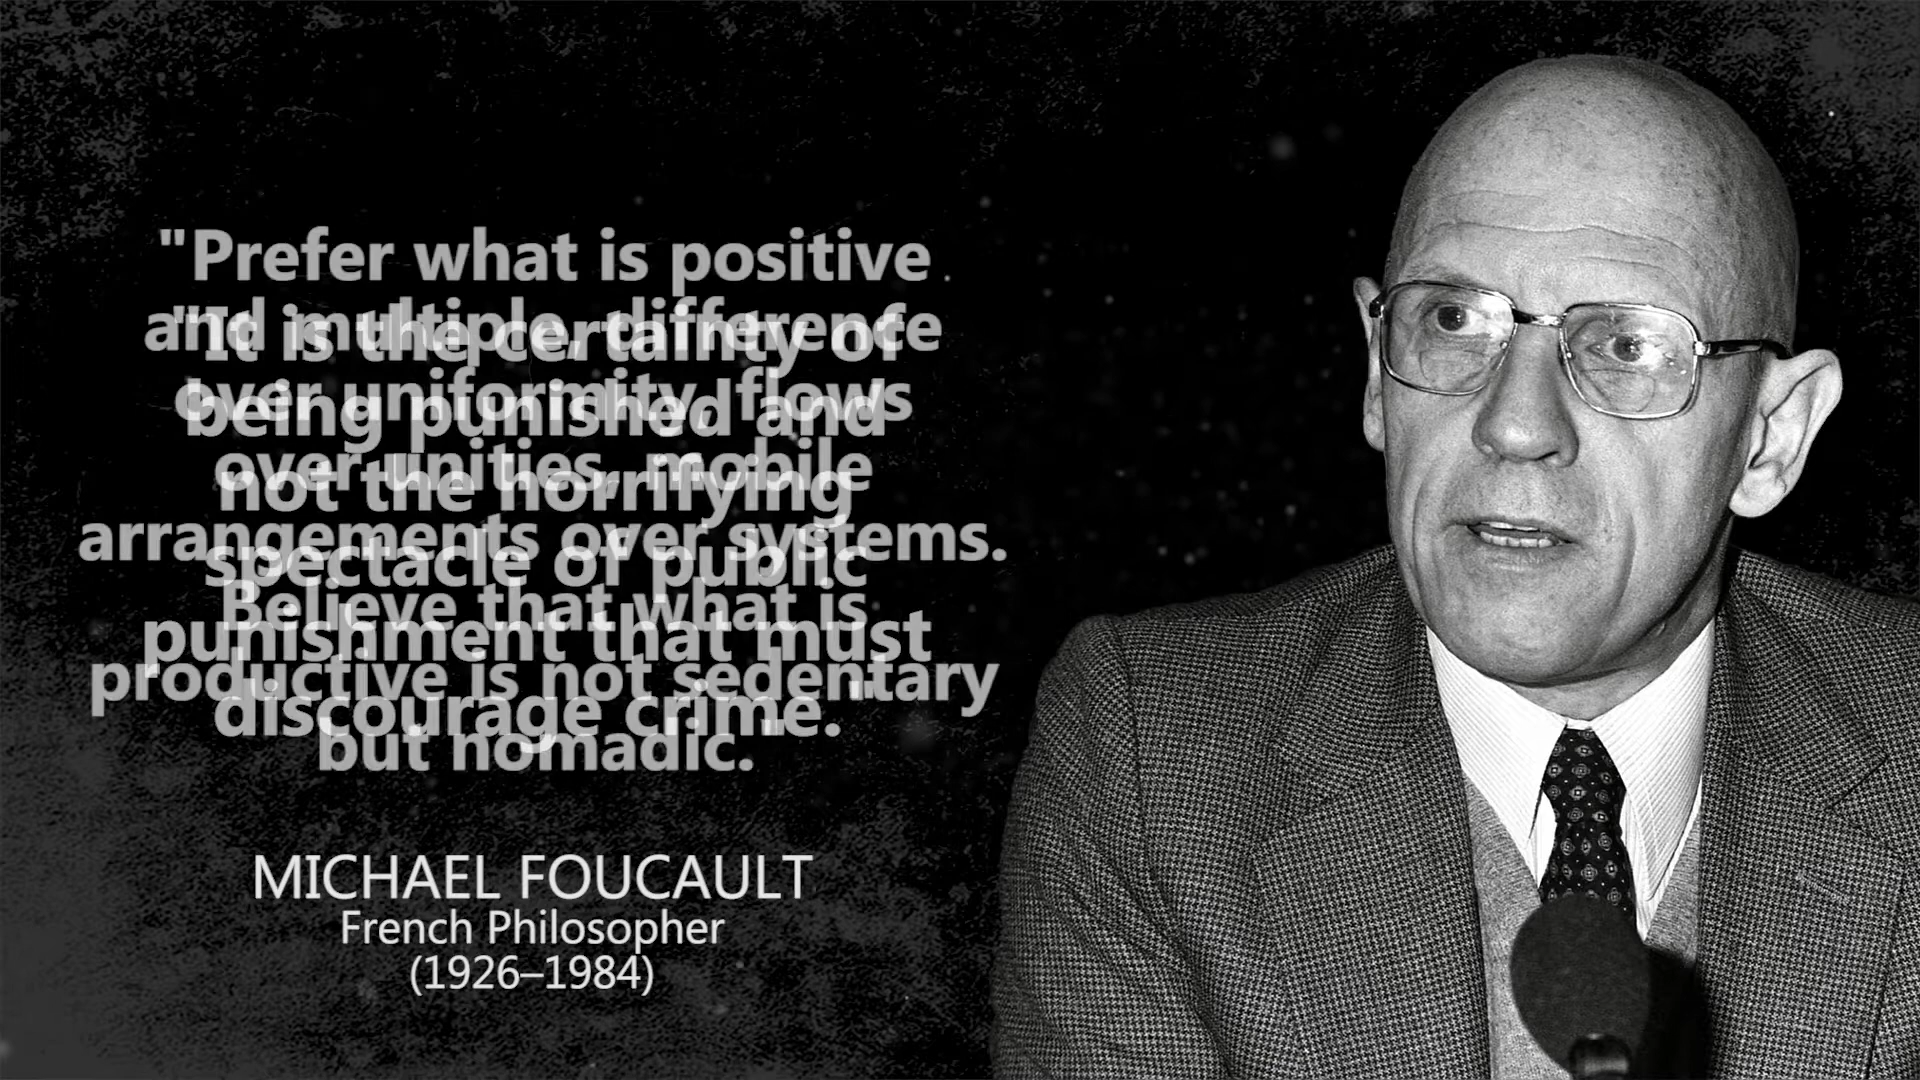 "Prefer what is positive
and multiple, difference
over uniformity, flows
over unities, mobile
arrangements over systems.
Believe that what is
productive is not sedentary
but nomadic.
"It is the certainty of
being punished and
not the horrifying
spectacle of public
punishment that must
discourage crime."
MICHAEL FOUCAULT
French Philosopher
(1926–1984)